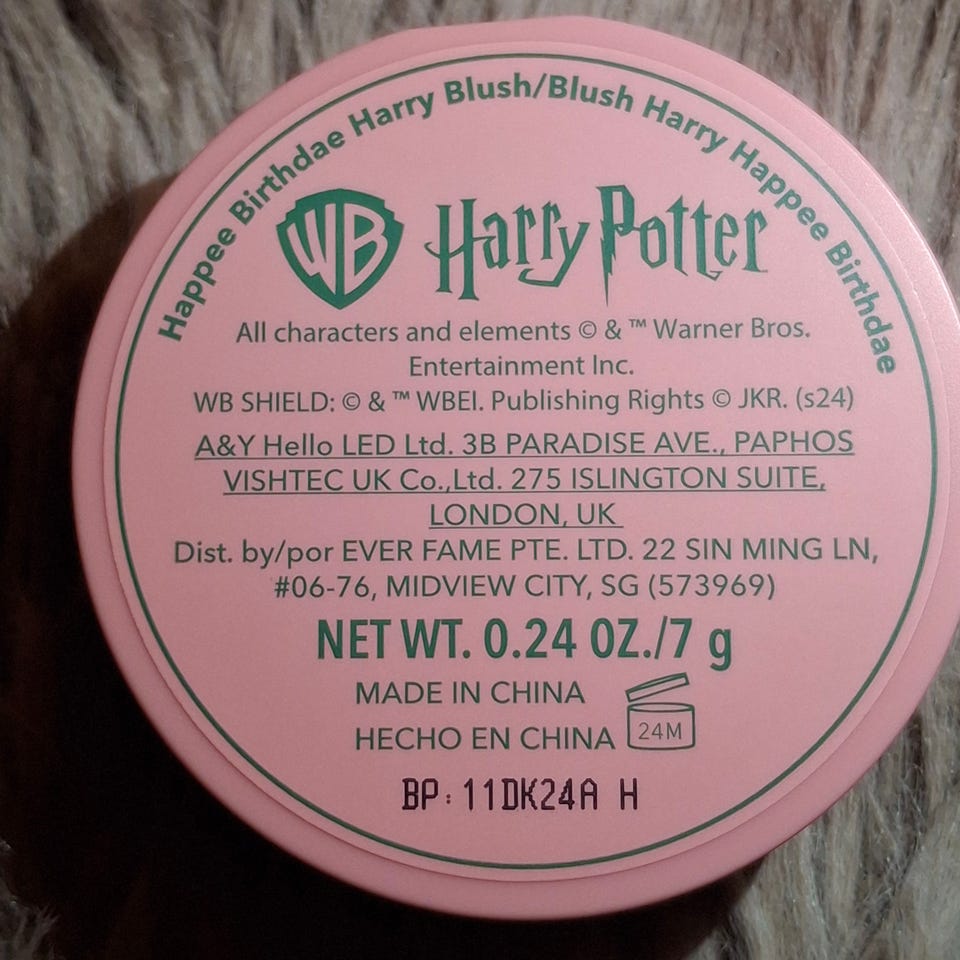 Happee Birthdae Harry Blush/Blush Harry Happee Birthdae
WB Harry Potter
All characters and elements © & ™ Warner Bros.
Entertainment Inc.
WB SHIELD: © & ™ WBEI. Publishing Rights © JKR. (s24)
A&Y Hello LED Ltd. 3B PARADISE AVE., PAPHOS
VISHTEC UK Co.,Ltd. 275 ISLINGTON SUITE,
LONDON, UK
Dist. by/por EVER FAME PTE. LTD. 22 SIN MING LN,
#06-76, MIDVIEW CITY, SG (573969)
NET WT. 0.24 OZ./7 g
MADE IN CHINA
HECHO EN CHINA 24M
BP: 11DK24A H